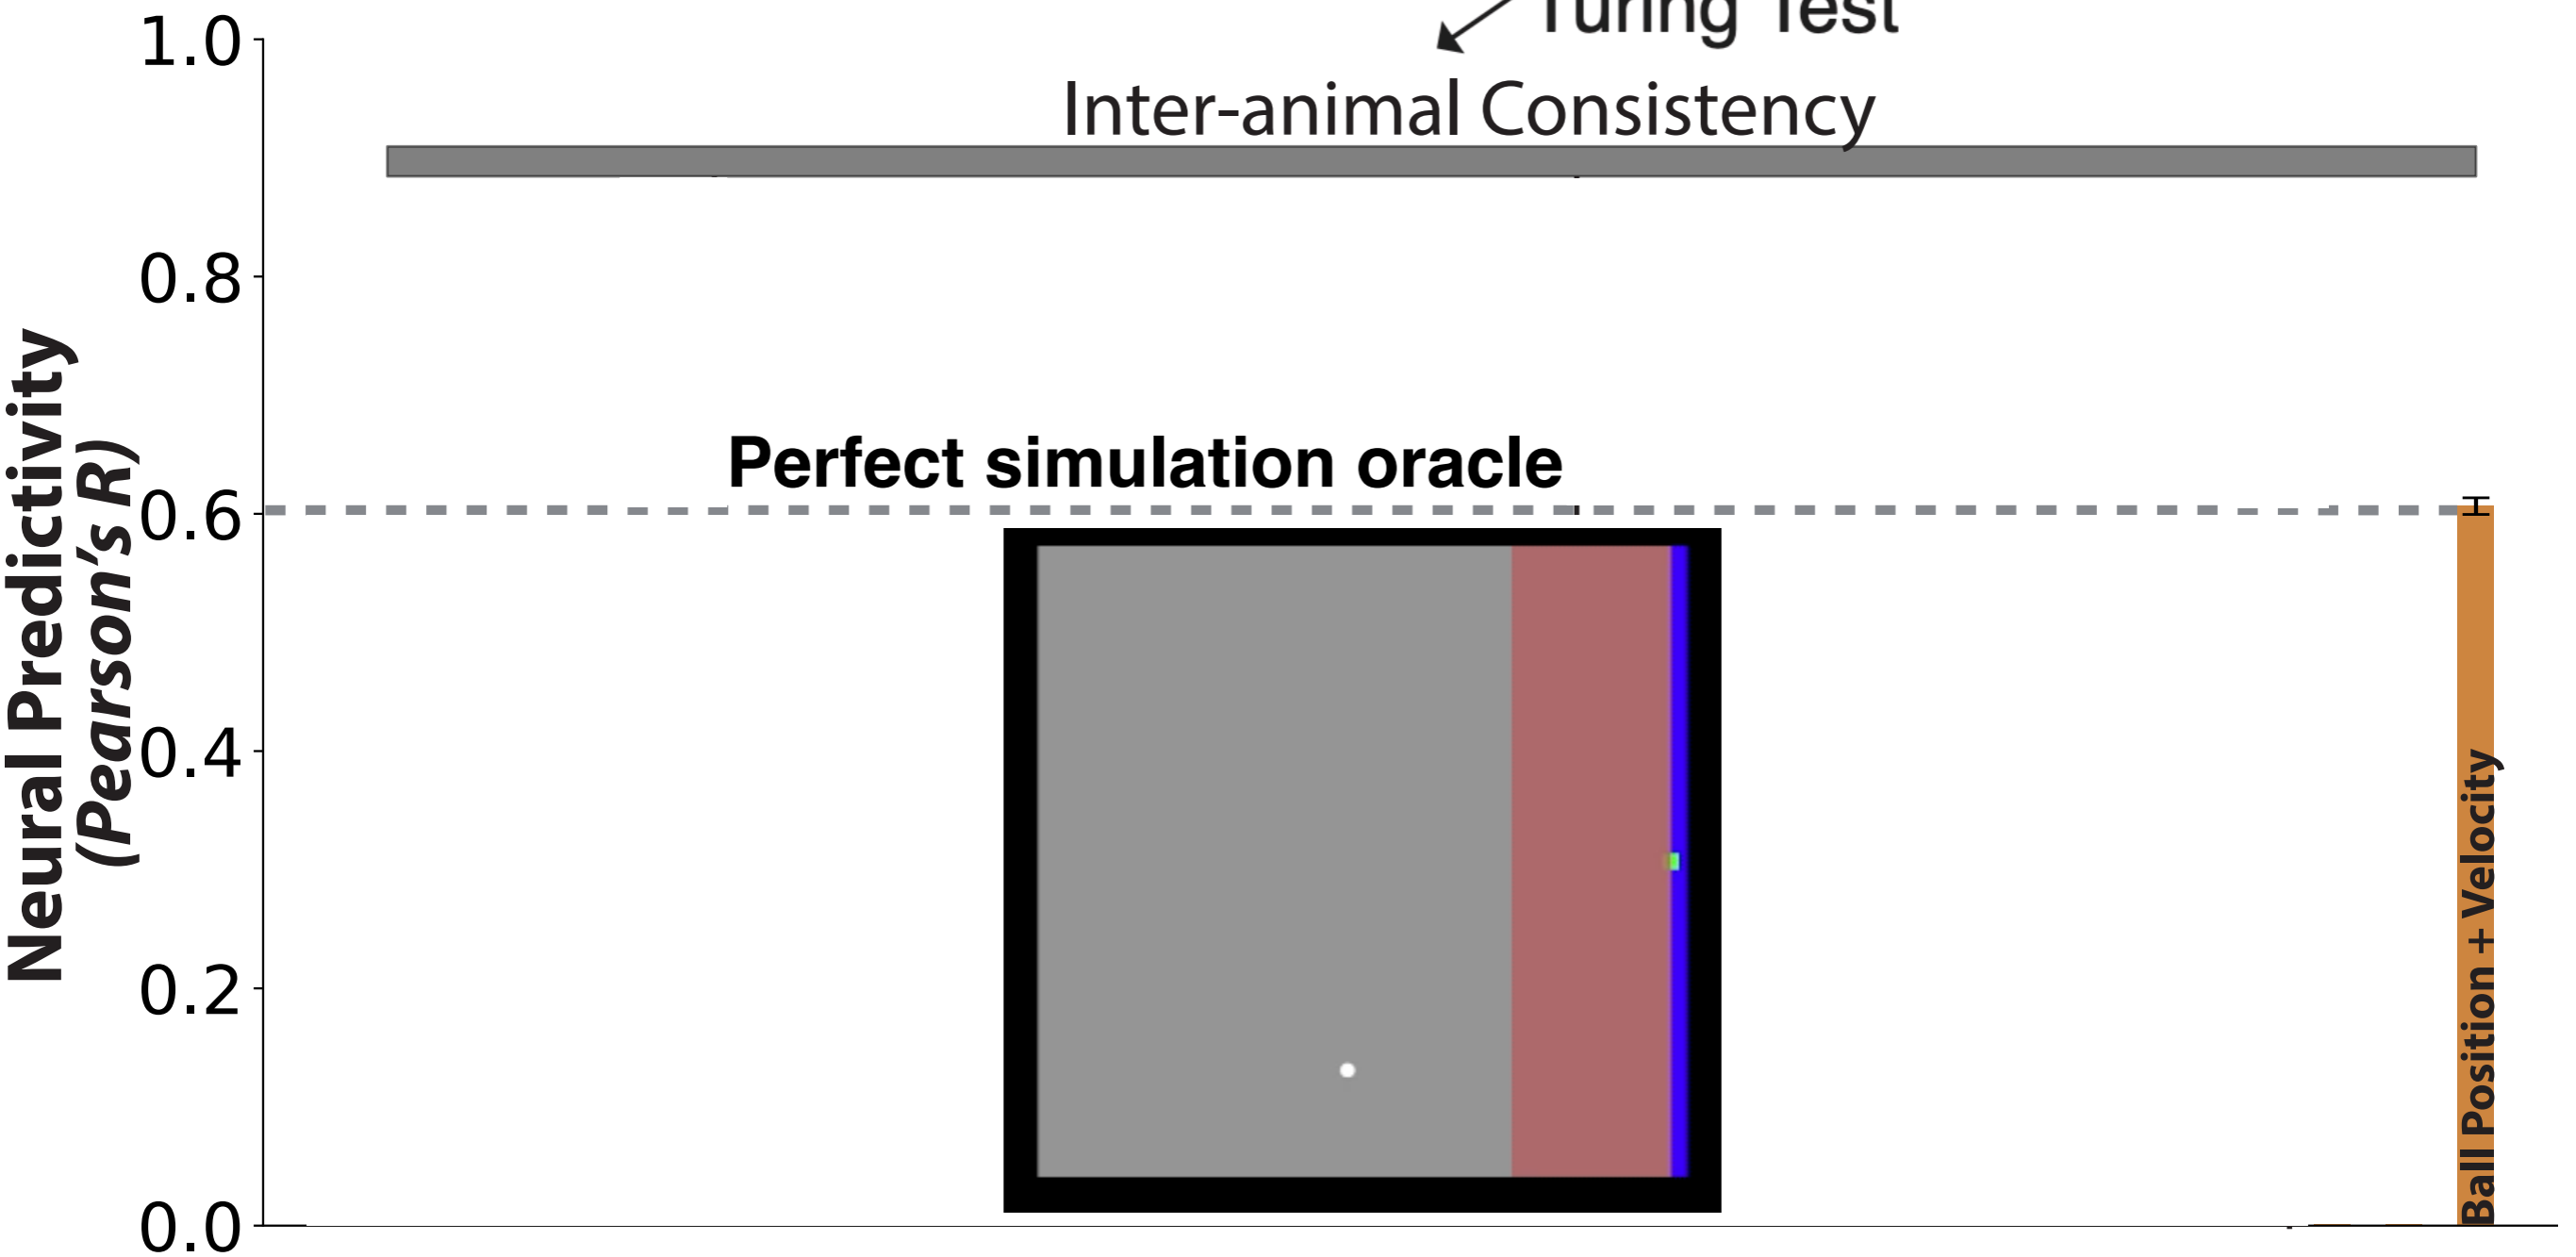 Turing Test
Inter-animal Consistency
Perfect simulation oracle
1.0
0.8
0.6
0.4
0.2
0.0
Neural Predictivity
(Pearson's R)
Ball Position + Velocity